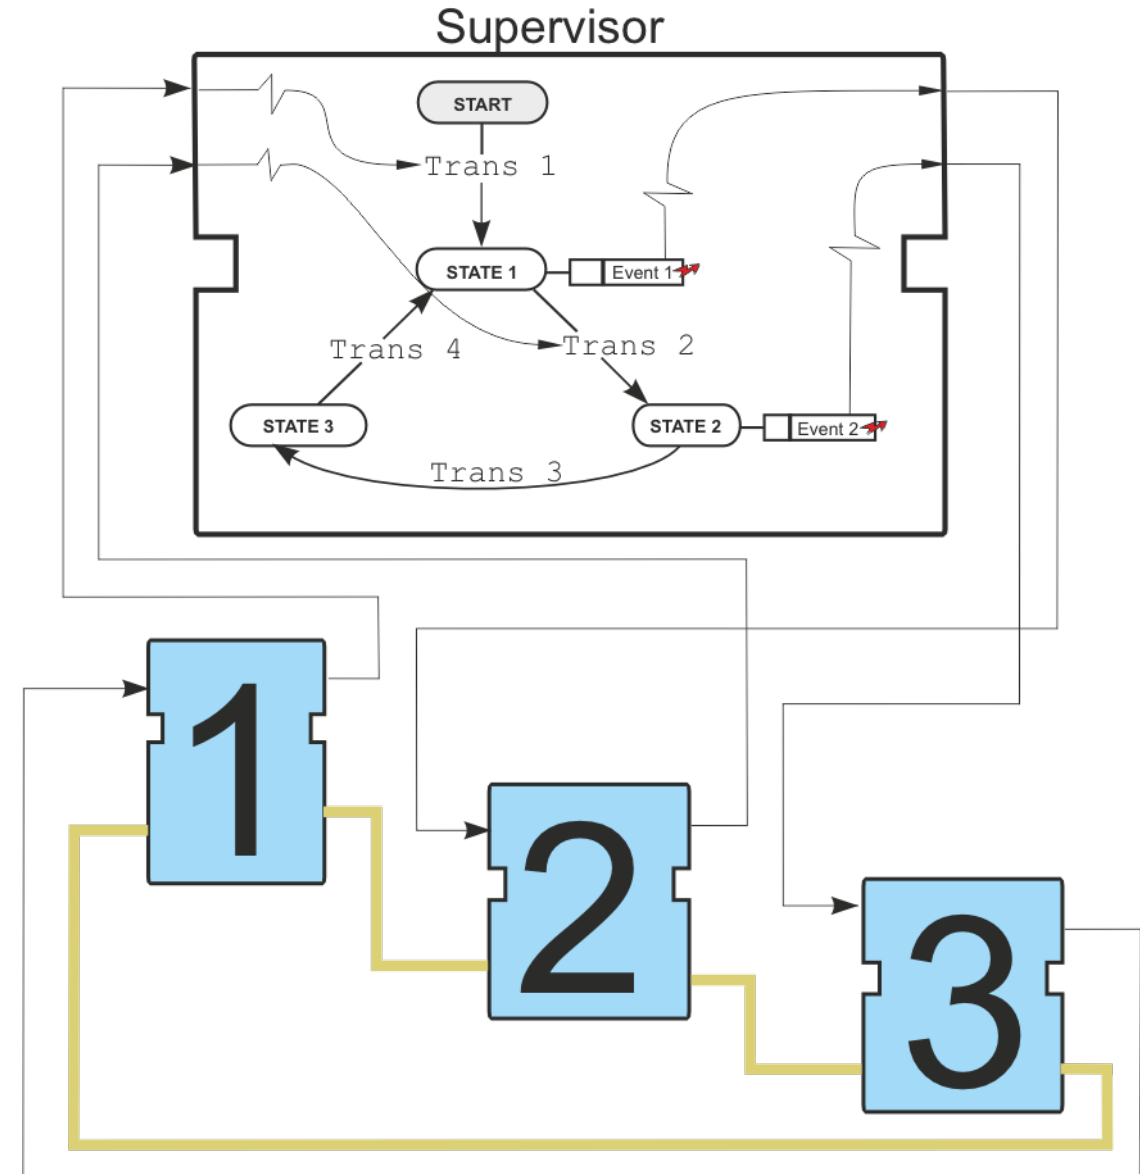 Supervisor
START
Trans 1
STATE 1
Event 1
Trans 4
Trans 2
STATE 3
STATE 2
Event 2
Trans 3
1
2
3